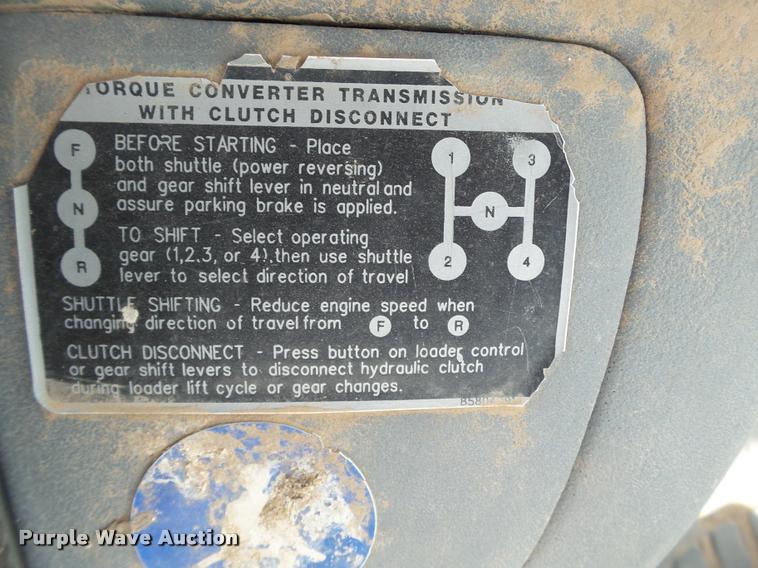 TORQUE CONVERTER TRANSMISSION
WITH CLUTCH DISCONNECT
F
N
R
BEFORE STARTING - Place
both shuttle (power reversing)
and gear shift lever in neutral and
assure parking brake is applied.
TO SHIFT - Select operating
gear (1,2.3, or 4).then use shuttle
lever to select direction of travel
1 3
N
2 4
SHUTTLE SHIFTING - Reduce engine speed when
changing direction of travel from F to R
CLUTCH DISCONNECT - Press button on loader control
or gear shift levers to disconnect hydraulic clutch
during loader lift cycle or gear changes.
Purple Wave Auction